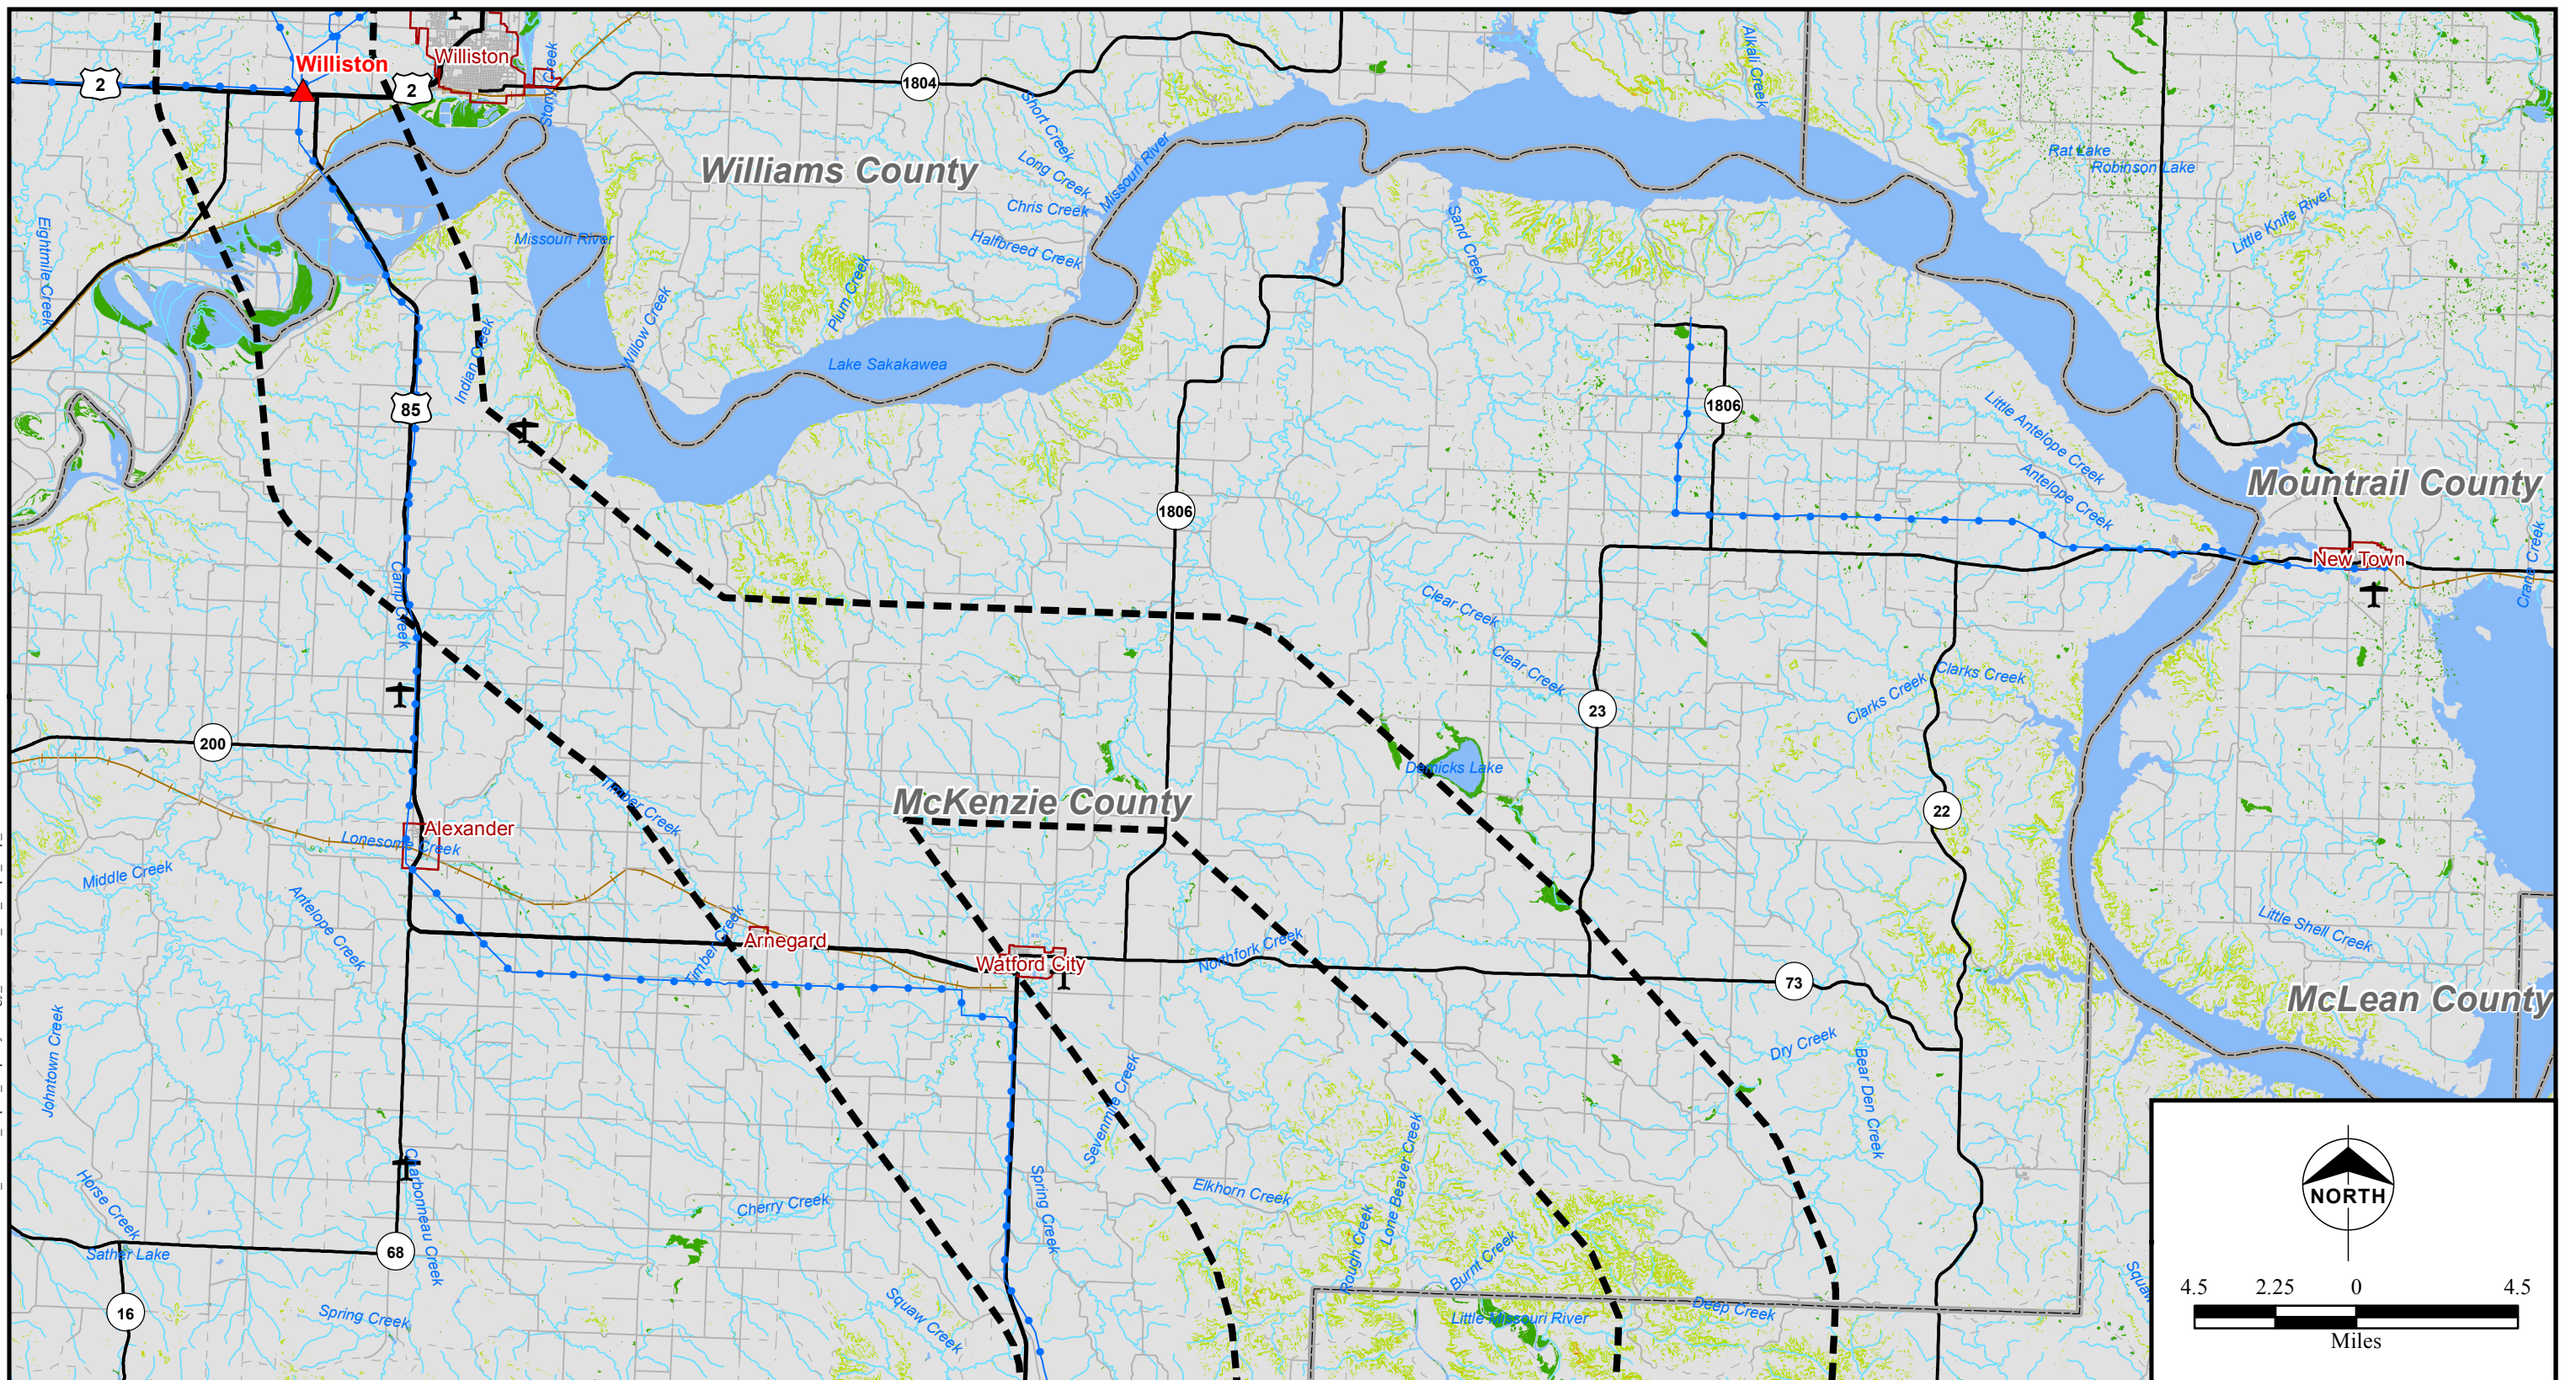 Williston
Williston
2
2
1804
Stony Creek
Alkali Creek
Short Creek
Long Creek
Chris Creek
Missouri River
Halfbreed Creek
Williams County
Rat Lake
Robinson Lake
Little Knife River
Eightmile Creek
Missouri River
Sand Creek
Plum Creek
Willow Creek
Indian Creek
Lake Sakakawea
85
1806
1806
Little Antelope Creek
Antelope Creek
Mountrail County
New Town
Crane Creek
Camp Creek
Clear Creek
Clear Creek
Clarks Creek
Clarks Creek
23
200
Demicks Lake
Timber Creek
McKenzie County
22
Alexander
Lonesome Creek
Middle Creek
Antelope Creek
Timber Creek
Arnegard
Watford City
Northfork Creek
73
Little Shell Creek
McLean County
Johntown Creek
Dry Creek
Bear Den Creek
Sevenmile Creek
Lone Beaver Creek
Spring Creek
Elkhorn Creek
Cherry Creek
Horse Creek
Sather Lake
Charbonneau Creek
68
Rough Creek
Burnt Creek
16
Spring Creek
Squaw Creek
Little Missouri River
Deep Creek
Squaw
NORTH
4.5 2.25 0 4.5
Miles